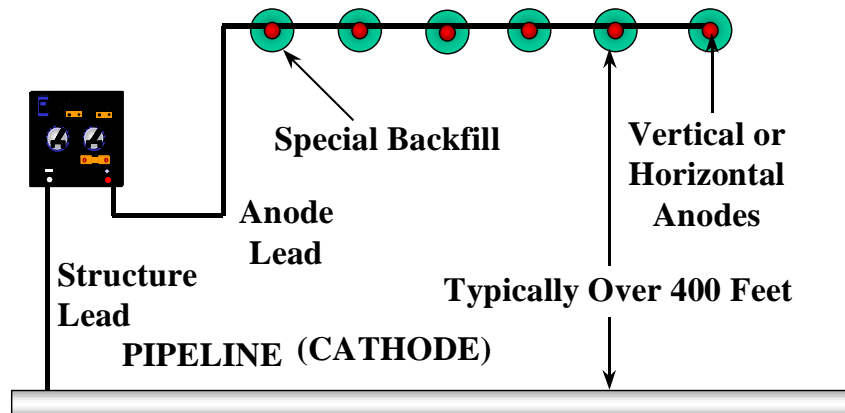 Special Backfill
Vertical or
Horizontal
Anodes
Anode
Lead
Structure
Lead
Typically Over 400 Feet
PIPELINE (CATHODE)